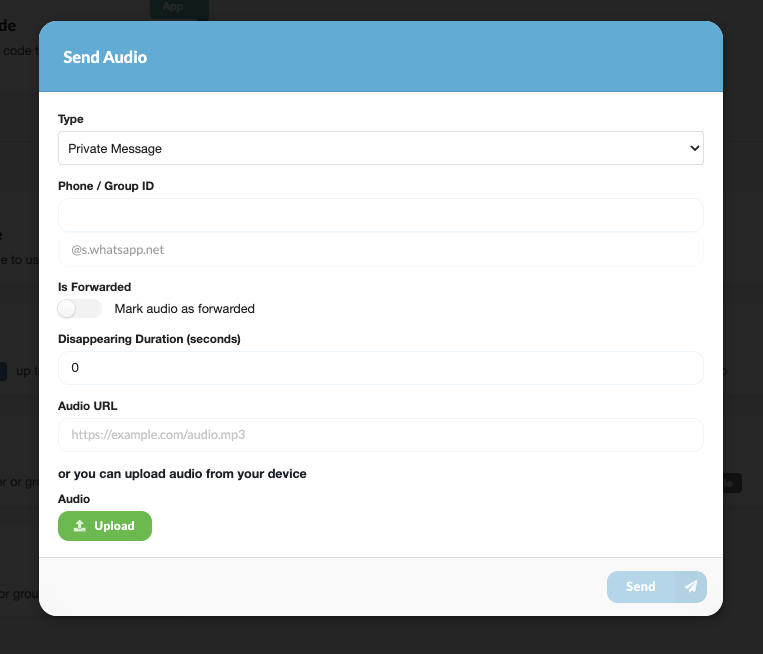 App
de
code t
Send Audio
Type
Private Message
Phone / Group ID
@s.whatsapp.net
e to us
Is Forwarded
Mark audio as forwarded
Disappearing Duration (seconds)
up t
0
Audio URL
https://example.com/audio.mp3
or you can upload audio from your device
er or gr
Audio
Upload
Send
or grou